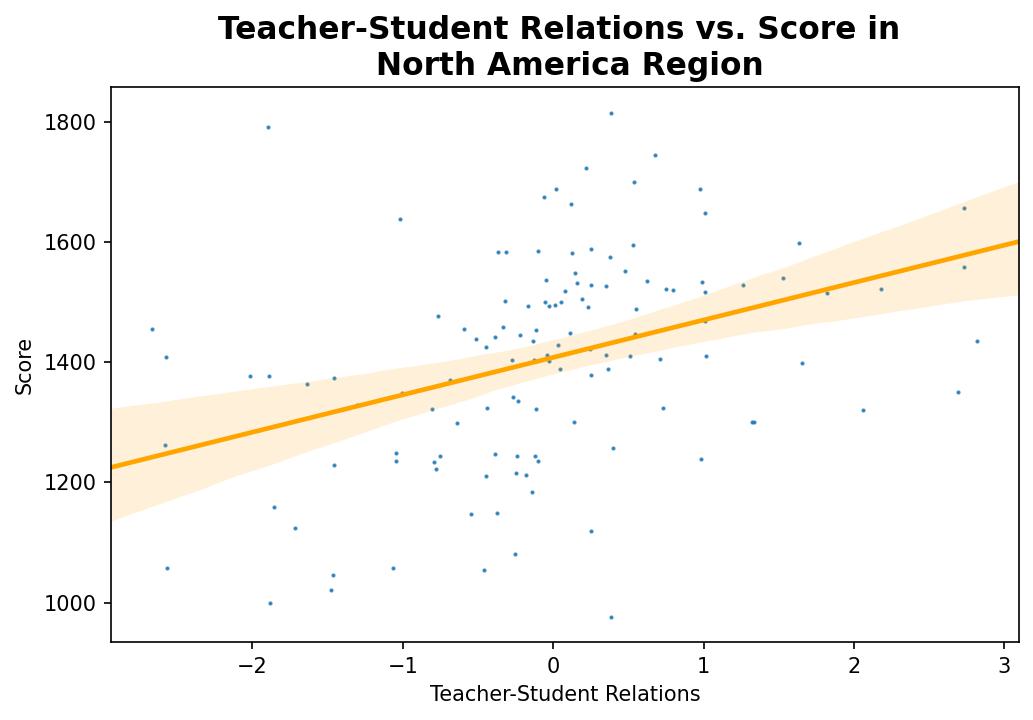 Teacher-Student Relations vs. Score in
North America Region
1800
1600
1400
1200
1000
Score
−2
−1
0
1
2
3
Teacher-Student Relations